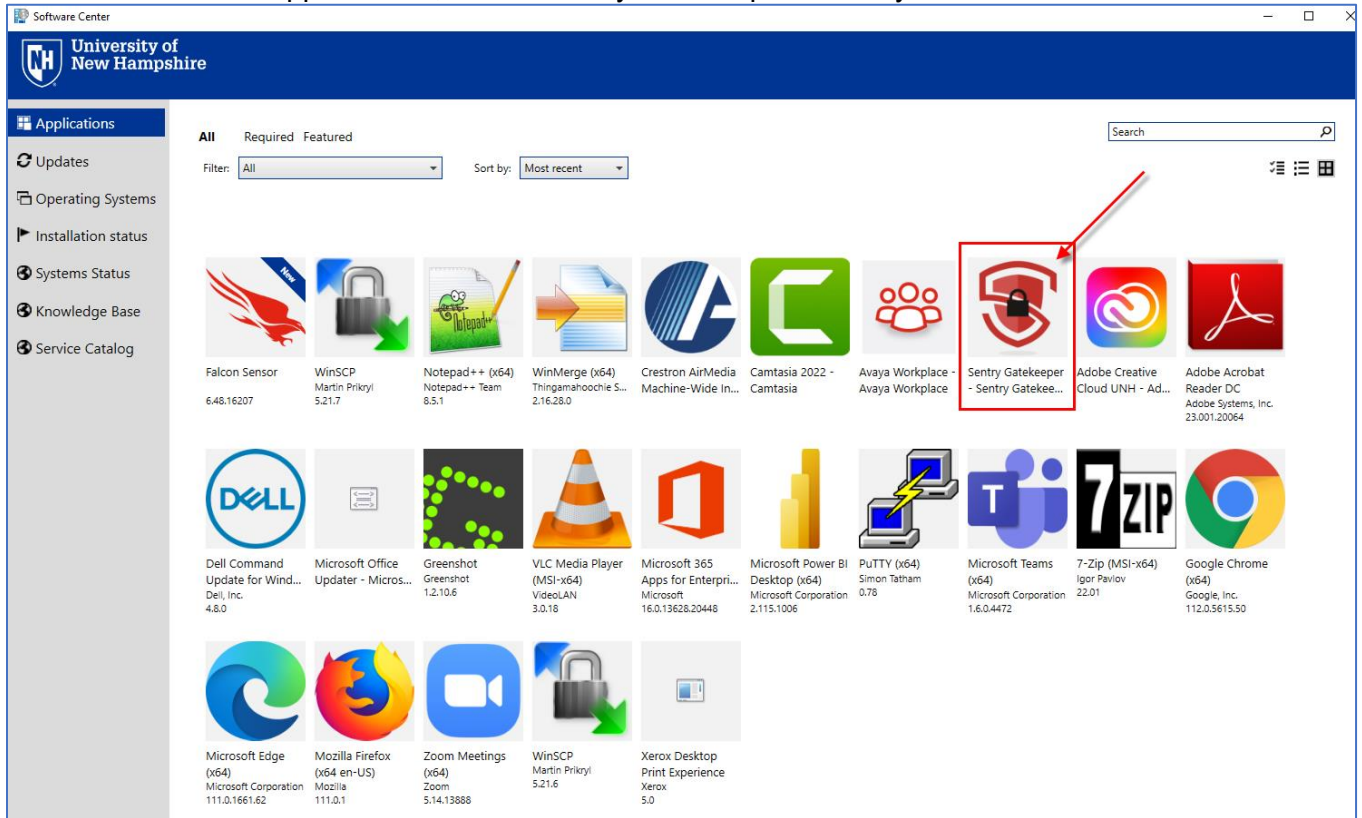 Software Center
University of
New Hampshire
Applications
Updates
Operating Systems
Installation status
Systems Status
Knowledge Base
Service Catalog
All Required Featured
Search
Filter: All Sort by: Most recent
New
Notepad++
Falcon Sensor
6.48.16207
WinSCP
Martin Prikryl
5.21.7
Notepad++ (x64)
Notepad++ Team
8.5.1
WinMerge (x64)
Thingamahoochie S...
2.16.28.0
Crestron AirMedia
Machine-Wide In...
Camtasia 2022 -
Camtasia
Avaya Workplace -
Avaya Workplace
Sentry Gatekeeper
- Sentry Gatekee...
Adobe Creative
Cloud UNH - Ad...
Adobe Acrobat
Reader DC
Adobe Systems, Inc.
23.001.20064
DELL
T
7ZIP
Dell Command
Update for Wind...
Dell, Inc.
4.8.0
Microsoft Office
Updater - Micros...
Greenshot
Greenshot
1.2.10.6
VLC Media Player
(MSI-x64)
VideoLAN
3.0.18
Microsoft 365
Apps for Enterpri...
Microsoft
16.0.13628.20448
Microsoft Power BI
Desktop (x64)
Microsoft Corporation
2.115.1006
PuTTY (x64)
Simon Tatham
0.78
Microsoft Teams
(x64)
Microsoft Corporation
1.6.0.4472
7-Zip (MSI-x64)
Igor Pavlov
22.01
Google Chrome
(x64)
Google, Inc.
112.0.5615.50
Microsoft Edge
(x64)
Microsoft Corporation
111.0.1661.62
Mozilla Firefox
(x64 en-US)
Mozilla
111.0.1
Zoom Meetings
(x64)
Zoom
5.14.13888
WinSCP
Martin Prikryl
5.21.6
Xerox Desktop
Print Experience
Xerox
5.0